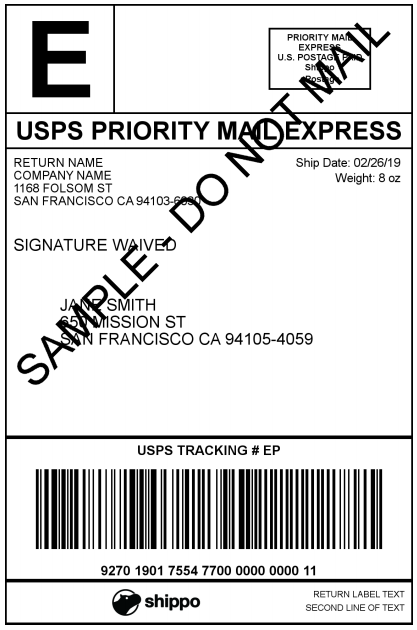 E
PRIORITY MAIL
EXPRESS
U.S. POSTAGE PAID
Shippo
ePostage
USPS PRIORITY MAIL EXPRESS
RETURN NAME
COMPANY NAME
1168 FOLSOM ST
SAN FRANCISCO CA 94103-
Ship Date: 02/26/19
Weight: 8 oz
SIGNATURE WAIVED
JANE SMITH
650 MISSION ST
SAN FRANCISCO CA 94105-4059
SAMPLE - DO NOT MAIL
USPS TRACKING # EP
9270 1901 7554 7700 0000 0000 11
shippo
RETURN LABEL TEXT
SECOND LINE OF TEXT